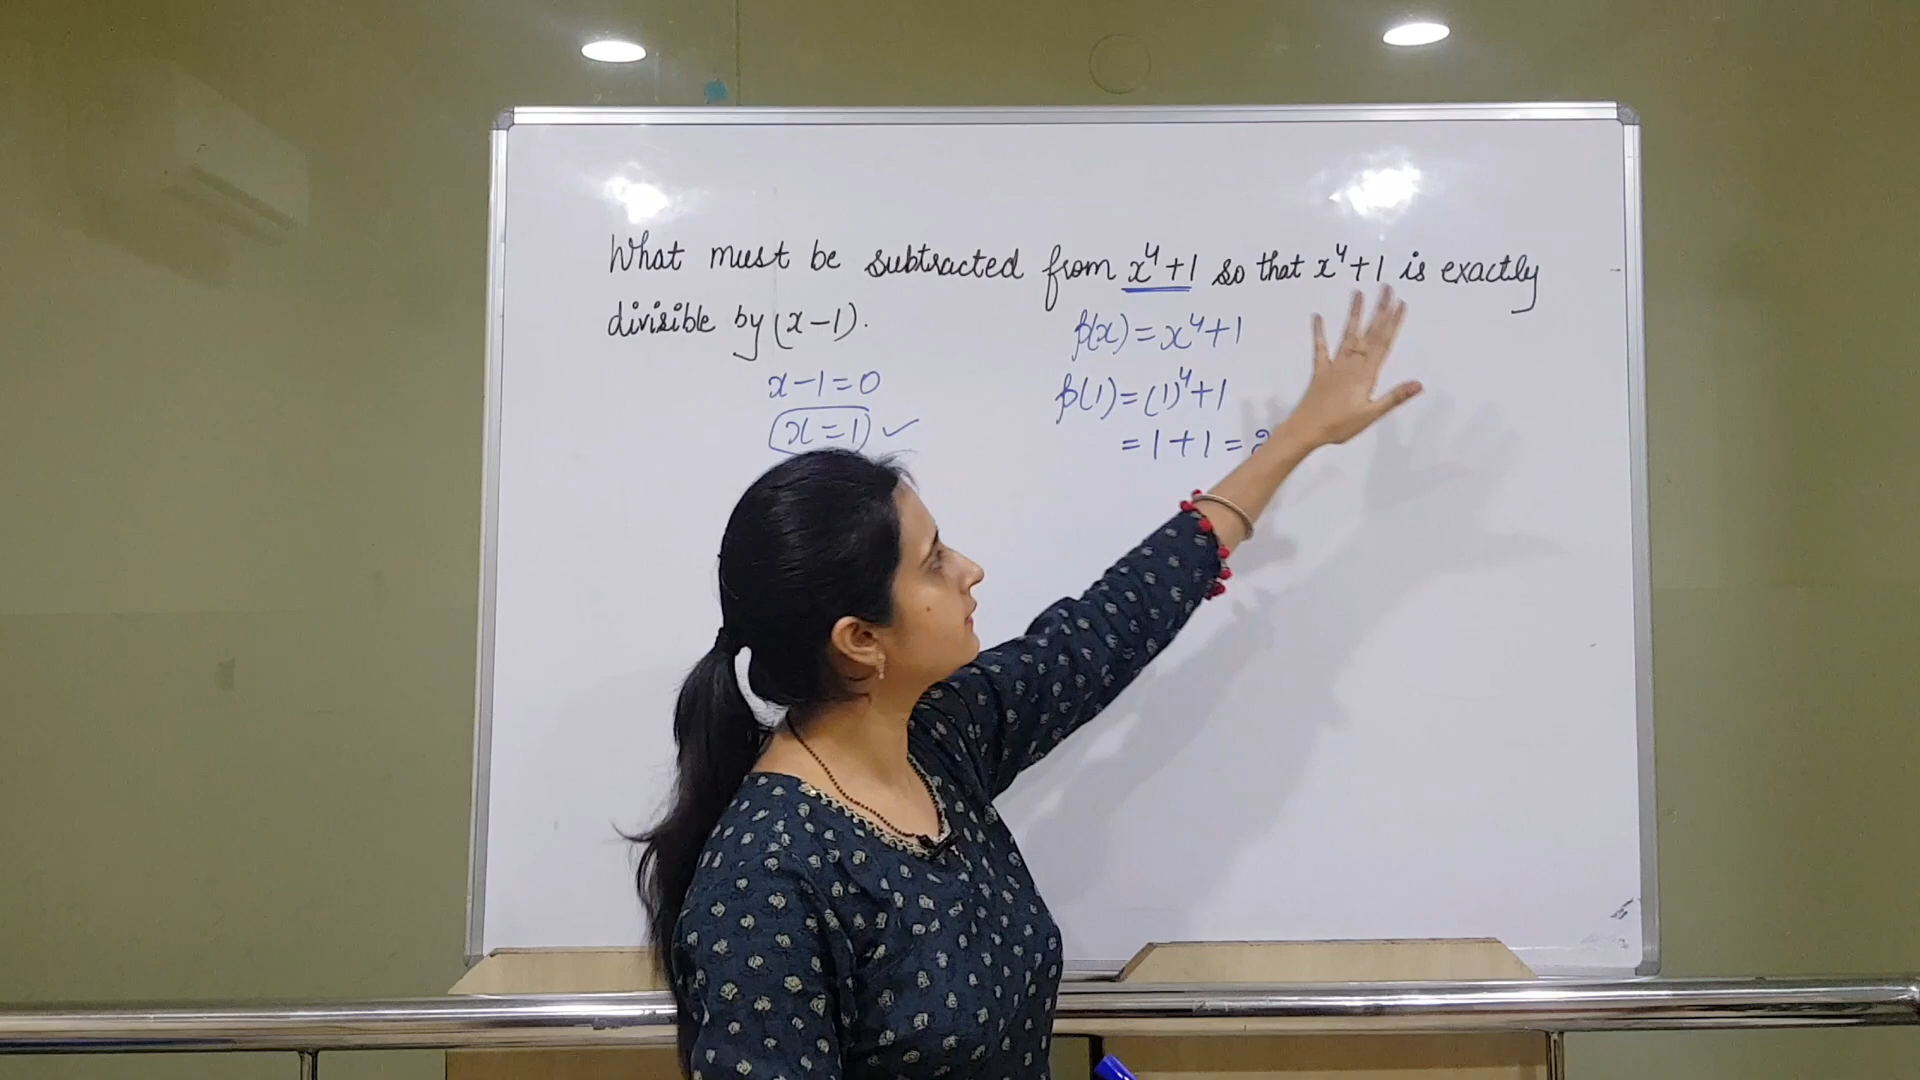 What must be subtracted from x⁴+1 so that x⁴+1 is exactly
divisible by (x-1).
p(x) = x⁴+1
x-1=0
p(1) = (1)⁴+1
x=1 ✓
= 1+1 = 2